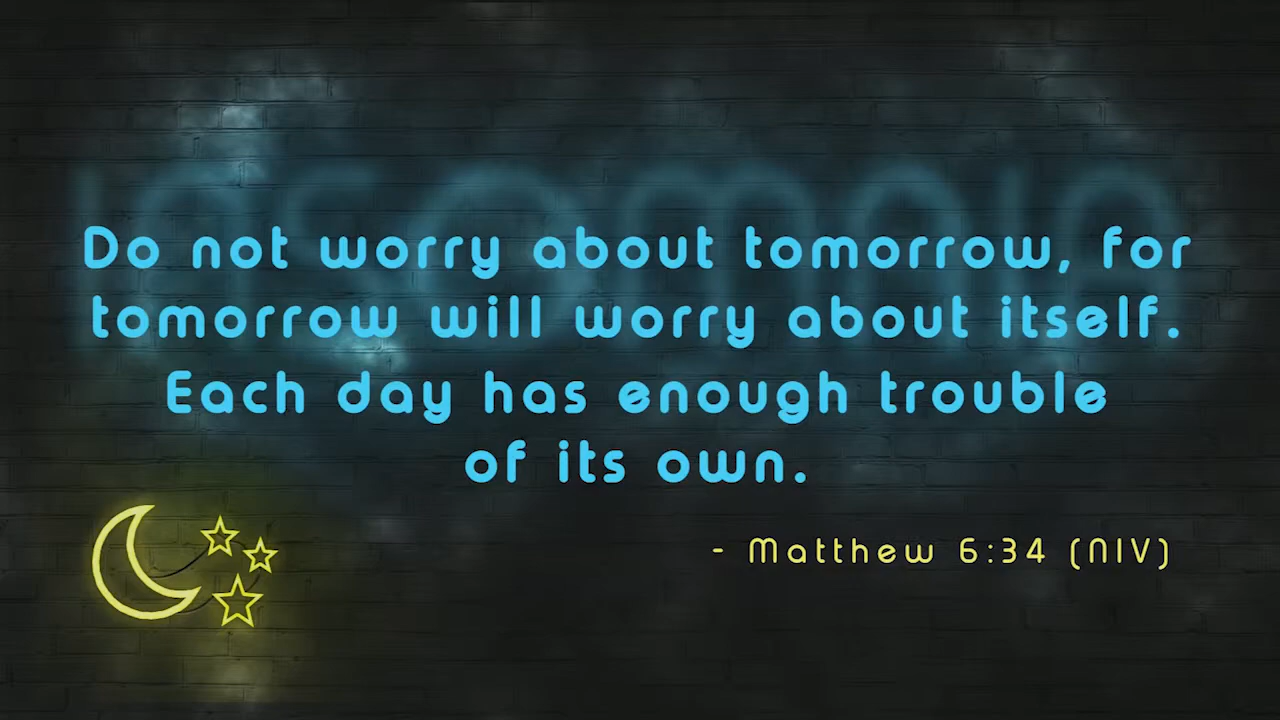 INSOMNIA
Do not worry about tomorrow, for
tomorrow will worry about itself.
Each day has enough trouble
of its own.
- Matthew 6:34 (NIV)